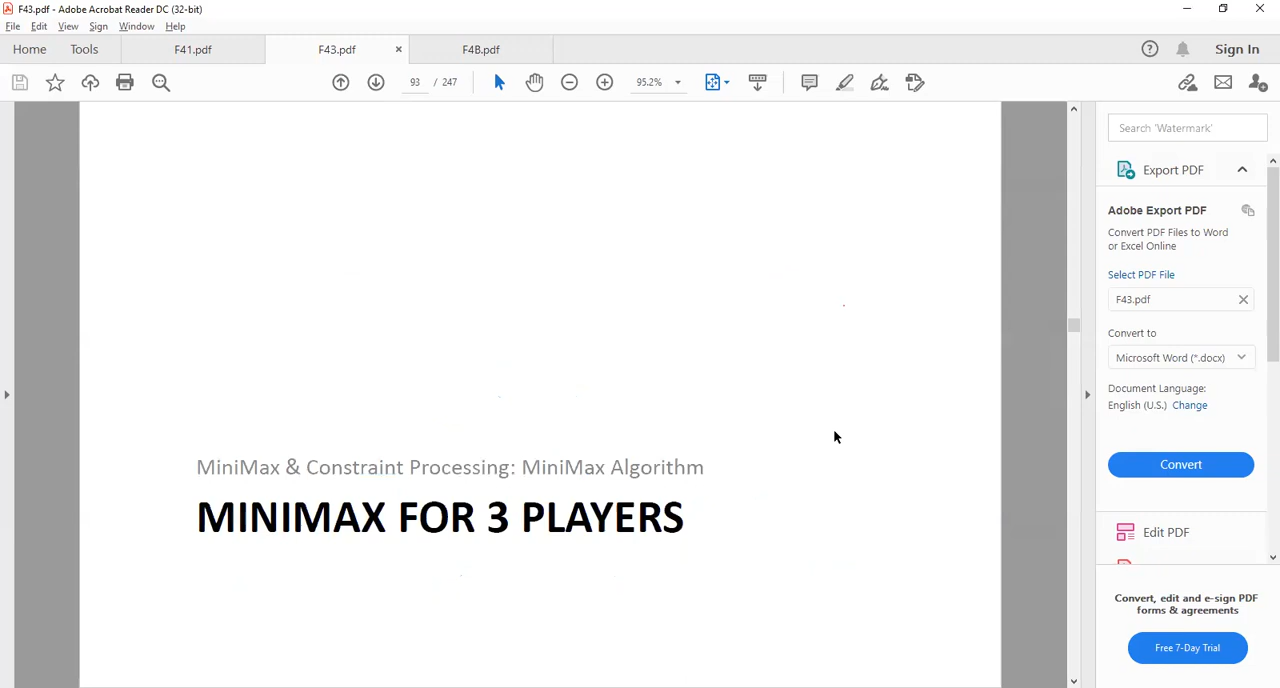 F43.pdf - Adobe Acrobat Reader DC (32-bit)
File Edit View Sign Window Help
Home Tools F41.pdf F43.pdf × F4B.pdf ? Sign In
93 / 247 95.2%
Search 'Watermark'
Export PDF
Adobe Export PDF
Convert PDF Files to Word
or Excel Online
Select PDF File
F43.pdf
Convert to
Microsoft Word (*.docx)
Document Language:
English (U.S.) Change
Convert
Edit PDF
Convert, edit and e-sign PDF
forms & agreements
Free 7-Day Trial
MiniMax & Constraint Processing: MiniMax Algorithm
MINIMAX FOR 3 PLAYERS